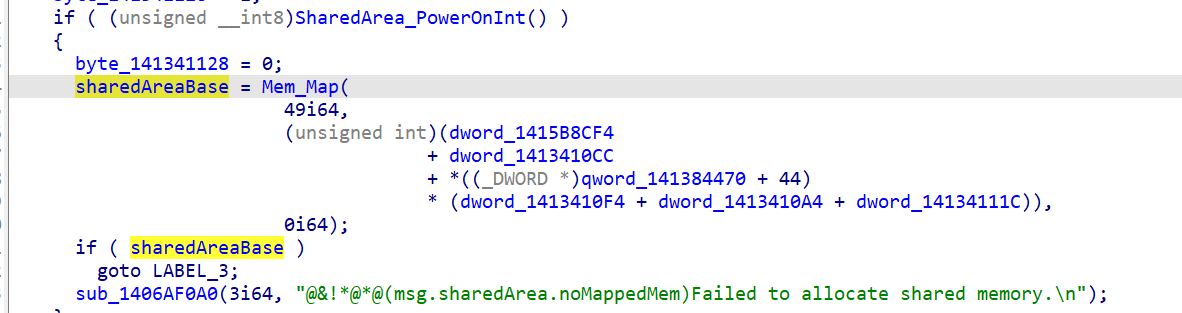 if ( (unsigned __int8)SharedArea_PowerOnInt() )
{
byte_141341128 = 0;
sharedAreaBase = Mem_Map(
49i64,
(unsigned int)(dword_1415B8CF4
+ dword_1413410CC
+ *((_DWORD *)qword_141384470 + 44)
* (dword_1413410F4 + dword_1413410A4 + dword_14134111C)),
0i64);
if ( sharedAreaBase )
goto LABEL_3;
sub_1406AF0A0(3i64, "@&!*@*@(msg.sharedArea.noMappedMem)Failed to allocate shared memory.\n");